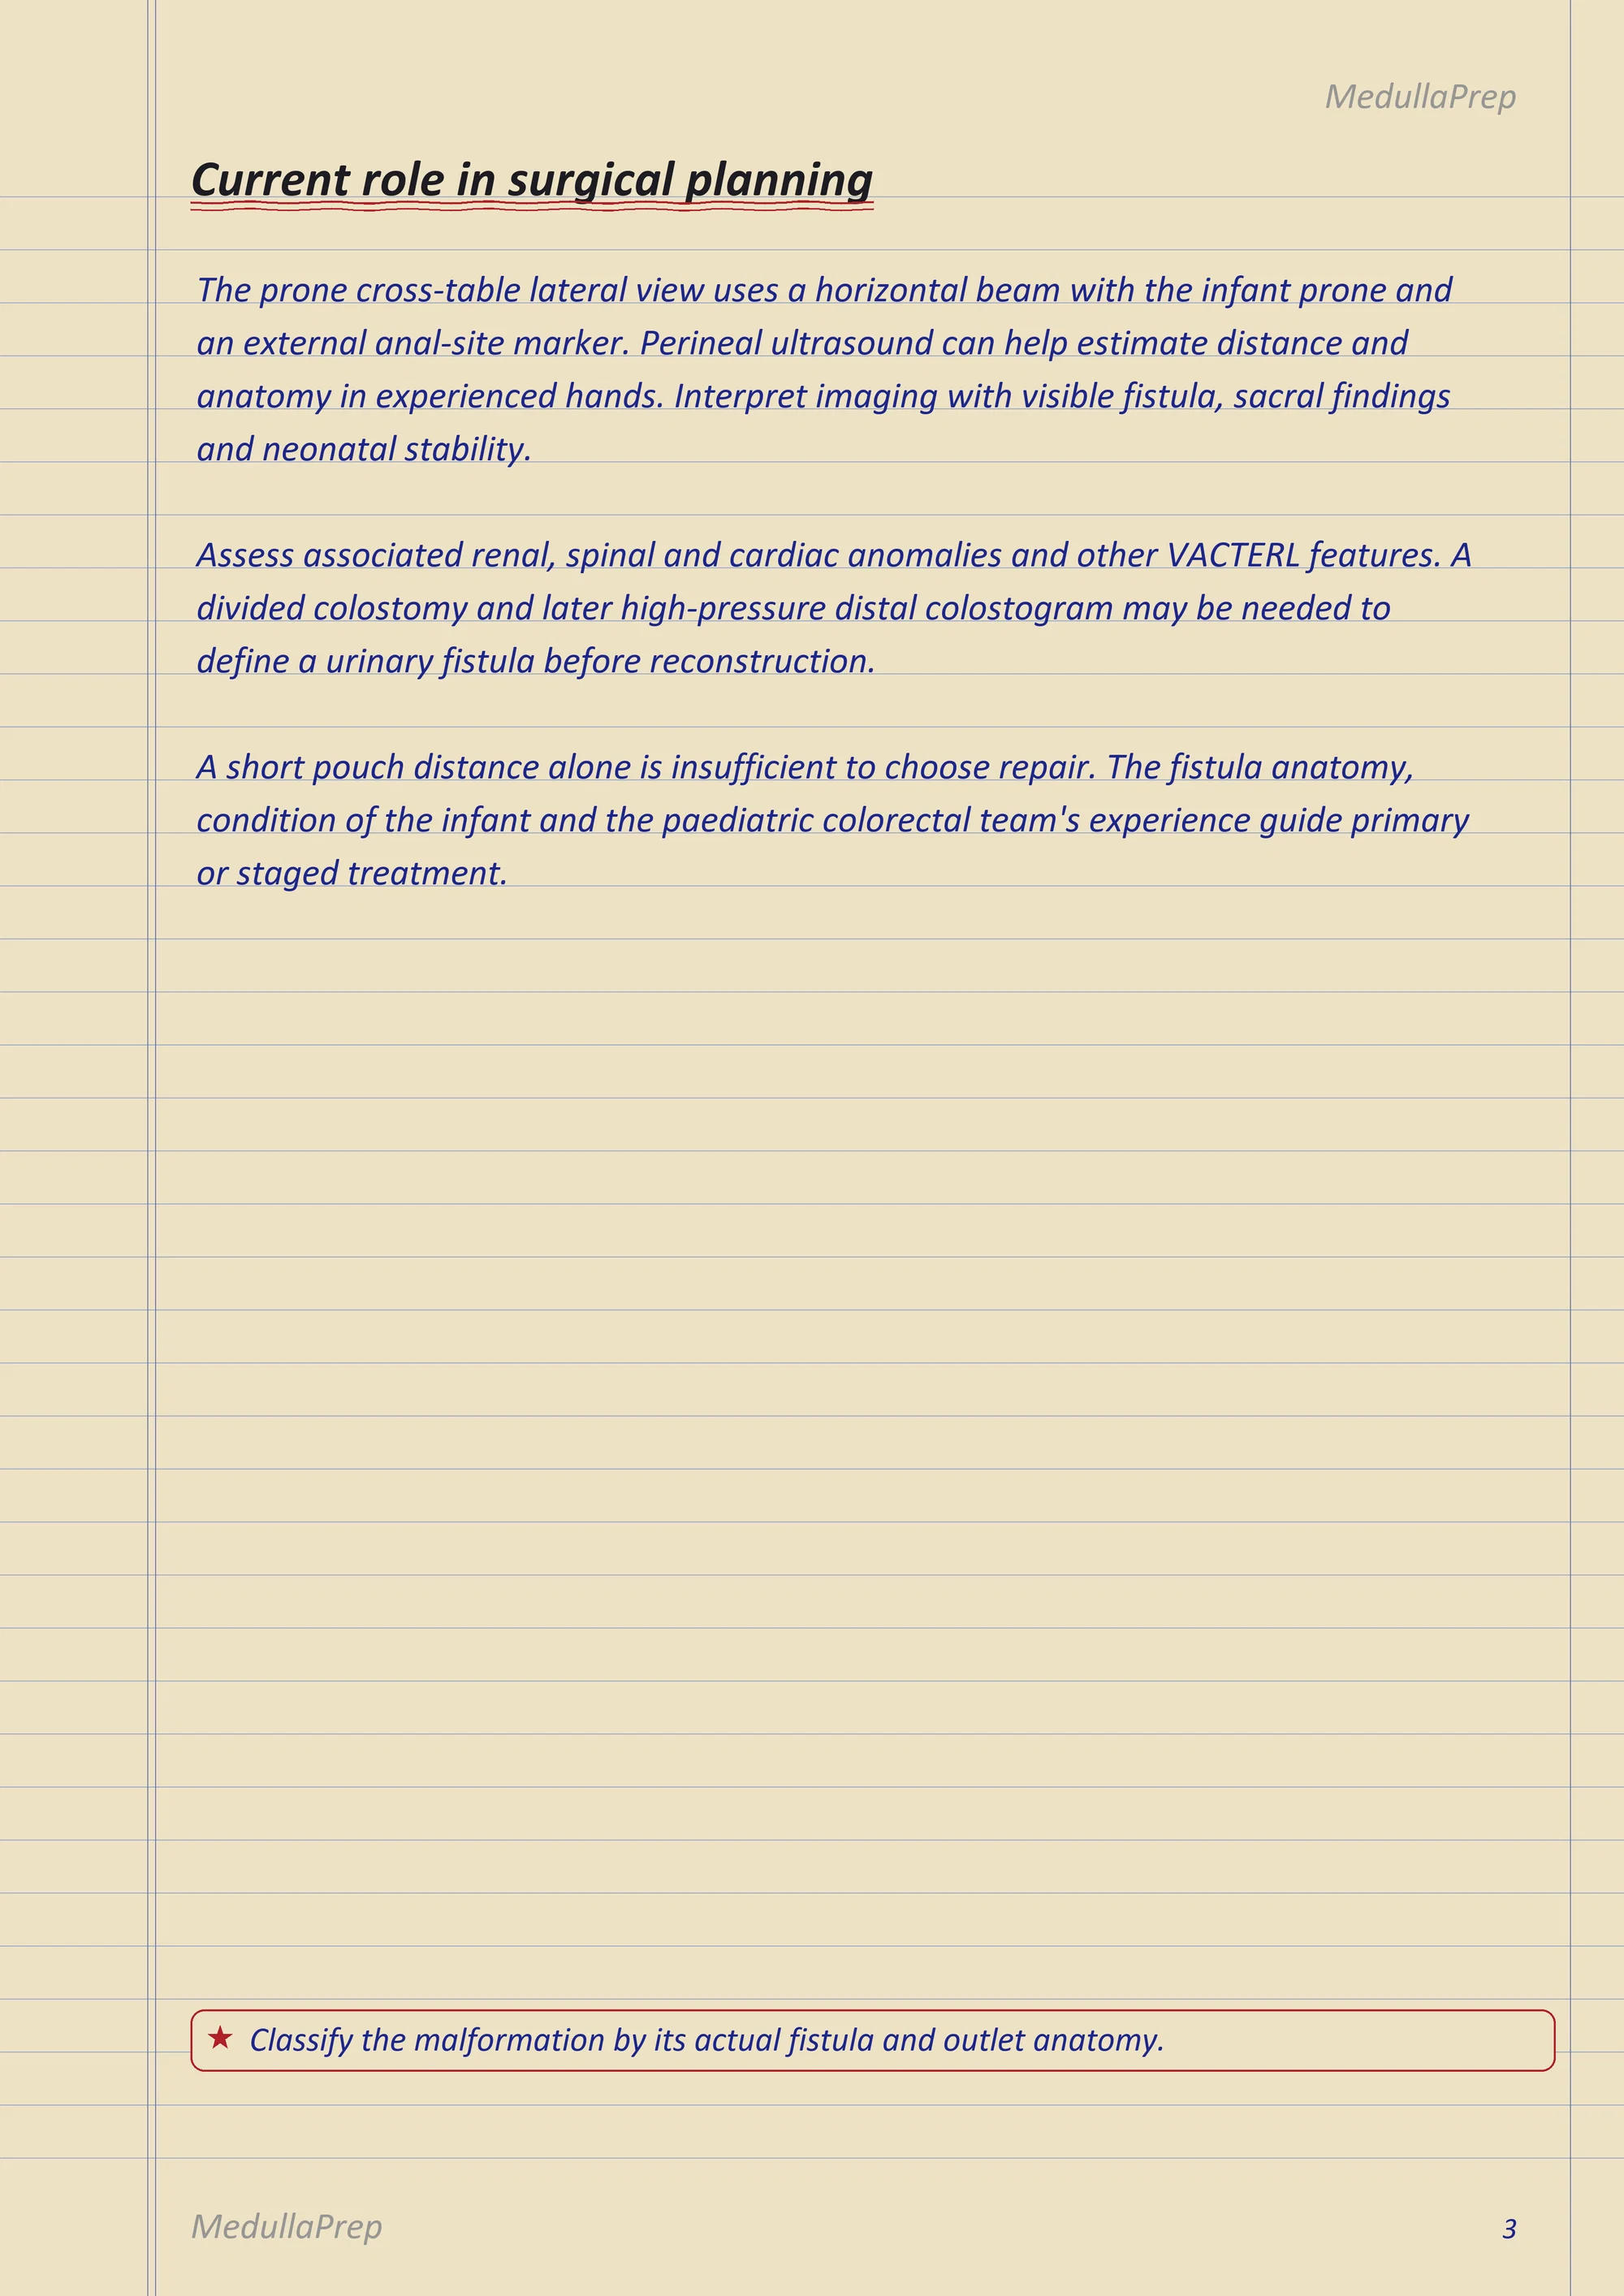 MedullaPrep
Current role in surgical planning
The prone cross-table lateral view uses a horizontal beam with the infant prone and
an external anal-site marker. Perineal ultrasound can help estimate distance and
anatomy in experienced hands. Interpret imaging with visible fistula, sacral findings
and neonatal stability.
Assess associated renal, spinal and cardiac anomalies and other VACTERL features. A
divided colostomy and later high-pressure distal colostogram may be needed to
define a urinary fistula before reconstruction.
A short pouch distance alone is insufficient to choose repair. The fistula anatomy,
condition of the infant and the paediatric colorectal team's experience guide primary
or staged treatment.
★ Classify the malformation by its actual fistula and outlet anatomy.
MedullaPrep
3